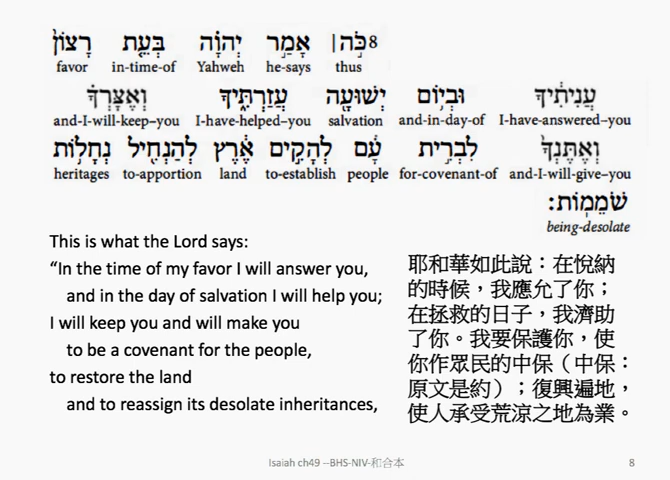 8 כֹּ֣ה׀ אָמַ֣ר יְהוָ֗ה בְּעֵ֤ת רָצוֹן֙
favor in-time-of Yahweh he-says thus
עֲנִיתִ֔יךָ וּבְי֥וֹם יְשׁוּעָ֖ה עֲזַרְתִּ֑יךָ וְאֶצָּרְךָ֗
and-I-will-keep–you I-have-helped–you salvation and-in-day-of I-have-answered–you
וְאֶתֶּנְךָ֙ לִבְרִ֣ית עָ֔ם לְהָקִ֣ים אֶ֔רֶץ לְהַנְחִ֖יל נְחָל֥וֹת
heritages to-apportion land to-establish people for-covenant-of and-I-will-give–you
שֹׁמֵמֽוֹת׃
being-desolate
This is what the Lord says:
“In the time of my favor I will answer you,
and in the day of salvation I will help you;
I will keep you and will make you
to be a covenant for the people,
to restore the land
and to reassign its desolate inheritances,
耶和華如此說：在悅納
的時候，我應允了你；
在拯救的日子，我濟助
了你。我要保護你，使
你作眾民的中保（中保：
原文是約）；復興遍地，
使人承受荒涼之地為業。
Isaiah ch49 --BHS-NIV-和合本
8